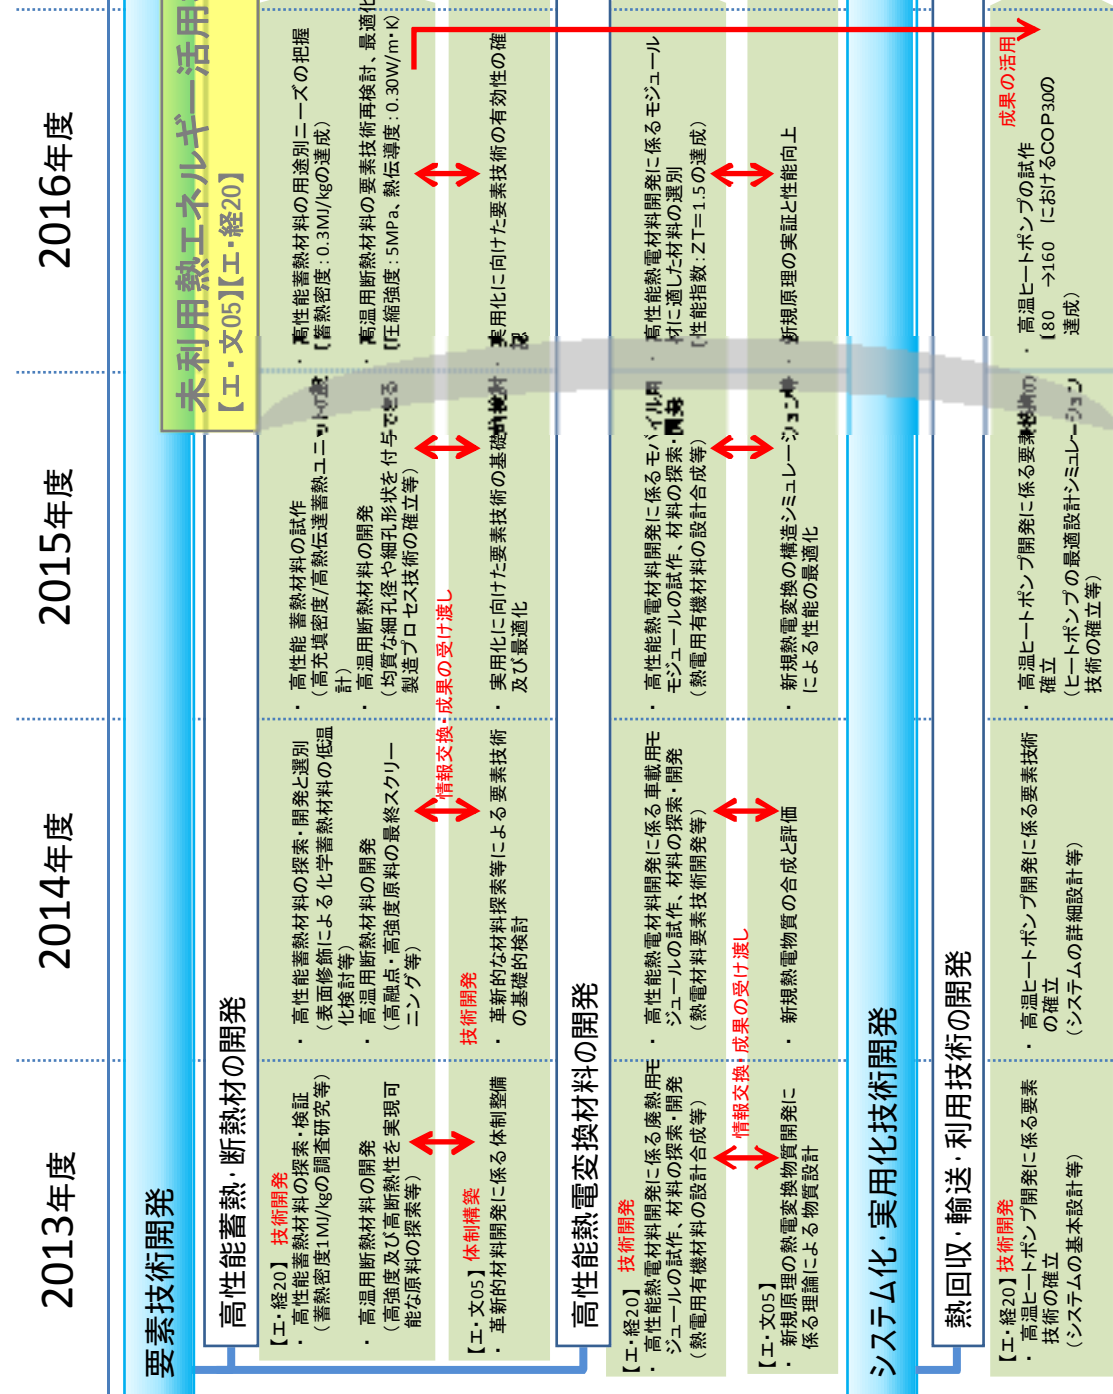 2013年度
2014年度
2015年度
2016年度
未利用熱エネルギー活用
【エ・文05】【エ・経20】
要素技術開発
高性能蓄熱・断熱材の開発
【エ・経20】 技術開発
・ 高性能蓄熱材料の探索・検証
（蓄熱密度1MJ/kgの調査研究等）
・ 高温用断熱材料の開発
（高強度及び高断熱性を実現可
能な原料の探索等）
・ 高性能蓄熱材料の探索・開発と選別
（表面修飾による化学蓄熱材料の低温
化検討等）
・ 高温用断熱材料の開発
（高融点・高強度原料の最終スクリー
ニング等）
・ 高性能 蓄熱材料の試作
（高充填密度/高熱伝達蓄熱ユニットの設
計）
・ 高温用断熱材料の開発
（均質な細孔径や細孔形状を付与できる
製造プロセス技術の確立等）
・ 高性能蓄熱材料の用途別ニーズの把握
【蓄熱密度：0.3MJ/kgの達成）
・ 高温用断熱材料の要素技術再検討、最適化
【圧縮強度：5MPa、熱伝導度：0.30W/m・K）
情報交換・成果の受け渡し
【エ・文05】 体制構築
・ 革新的材料開発に係る体制整備
技術開発
・ 革新的な材料探索等による要素技術
の基礎的検討
・ 実用化に向けた要素技術の基礎的検討
及び最適化
・ 実用化に向けた要素技術の有効性の確
認
高性能熱電変換材料の開発
【エ・経20】 技術開発
・ 高性能熱電材料開発に係る廃熱用モ
ジュールの試作、材料の探索・開発
（熱電用有機材料の設計合成等）
・ 高性能熱電材料開発に係る車載用モ
ジュールの試作、材料の探索・開発
（熱電材料要素技術開発等）
・ 高性能熱電材料開発に係るモバイル用
モジュールの試作、材料の探索・開発
（熱電用有機材料の設計合成等）
・ 高性能熱電材料開発に係るモジュール
材に適した材料の選別
【性能指数：ZT＝1.5の達成）
情報交換・成果の受け渡し
【エ・文05】
・ 新規原理の熱電変換物質開発に
係る理論による物質設計
・ 新規熱電物質の合成と評価
・ 新規熱電変換の構造シミュレーション等
による性能の最適化
・ 新規原理の実証と性能向上
システム化・実用化技術開発
熱回収・輸送・利用技術の開発
【エ・経20】 技術開発
・ 高温ヒートポンプ開発に係る要素
技術の確立
（システムの基本設計等）
・ 高温ヒートポンプ開発に係る要素技術
の確立
（システムの詳細設計等）
・ 高温ヒートポンプ開発に係る要素技術の
確立
（ヒートポンプの最適設計シミュレーション
技術の確立等）
成果の活用
・ 高温ヒートポンプの試作
【80 →160 におけるCOP3.0の
達成）